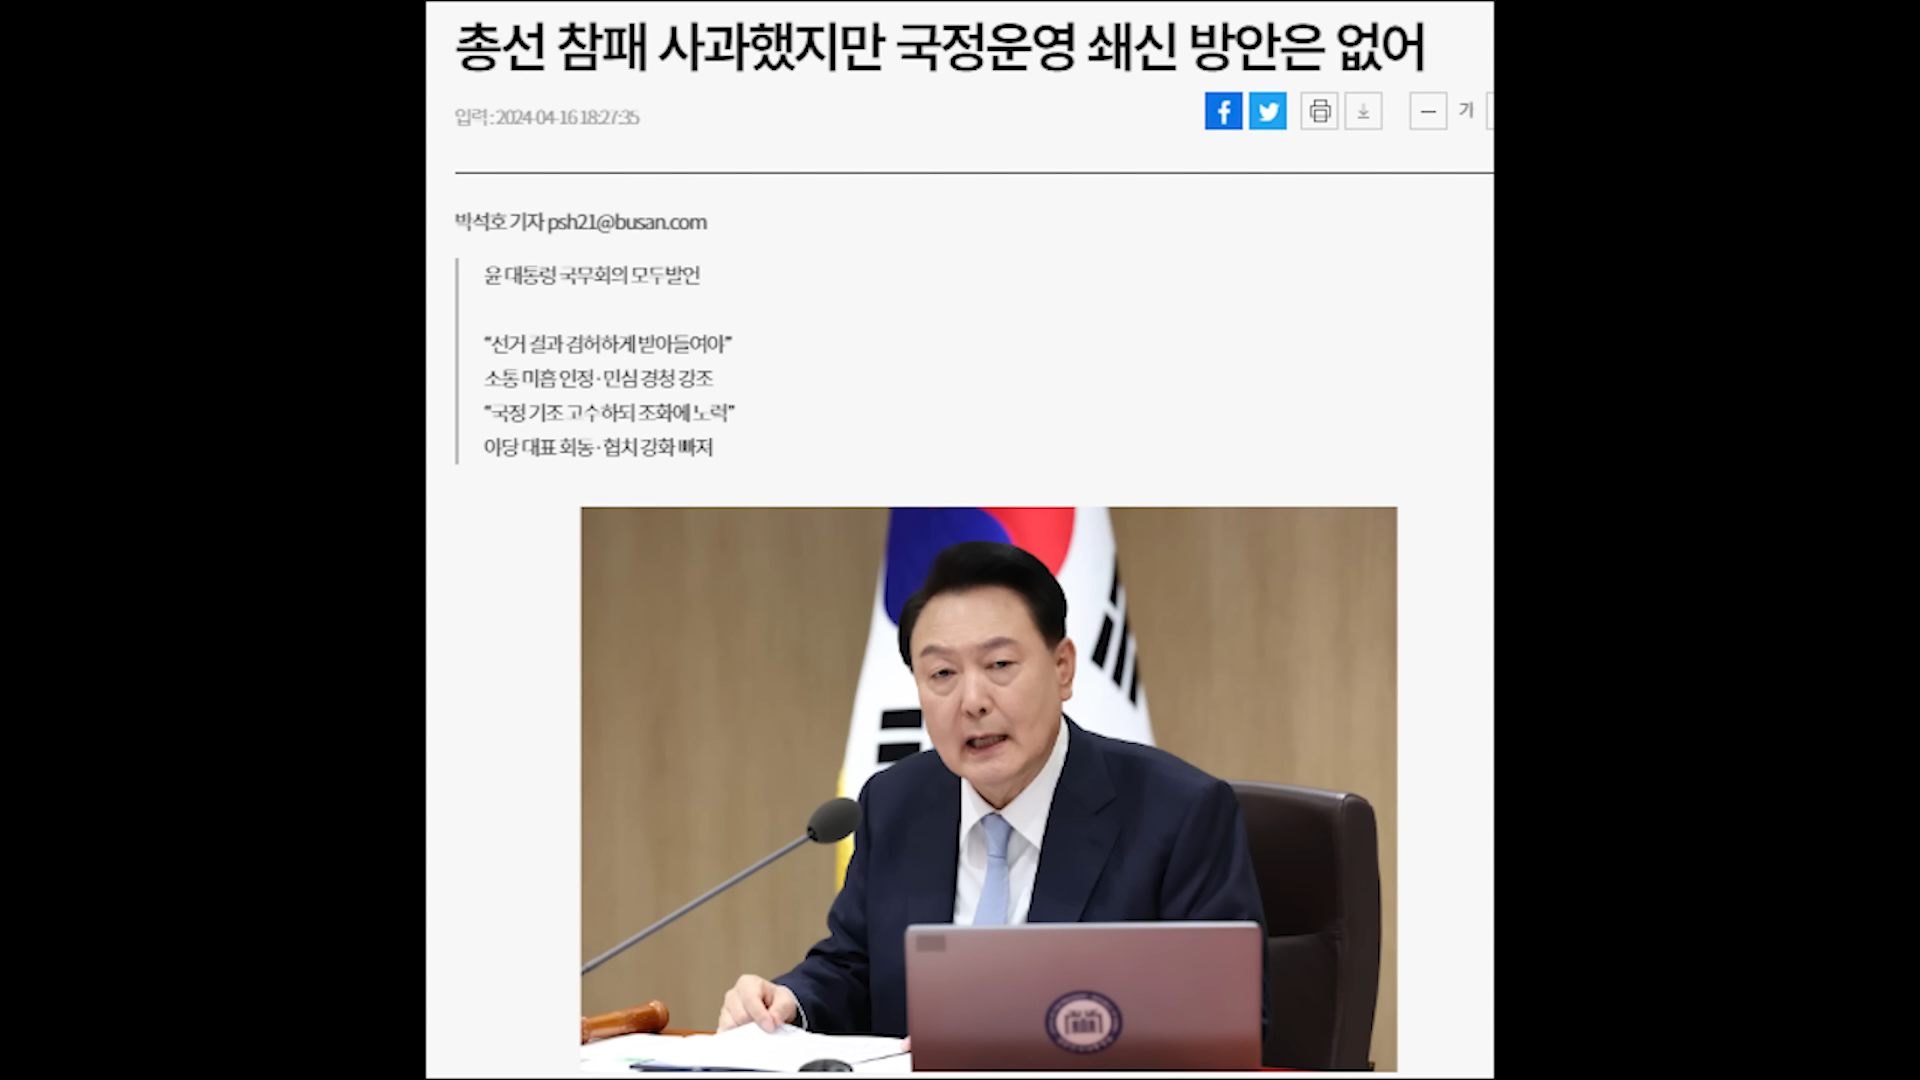 총선 참패 사과했지만 국정운영 쇄신 방안은 없어
입력 : 2024-04-16 18:27:35
가
박석호 기자 psh21@busan.com
윤 대통령 국무회의 모두발언
“선거 결과 겸허하게 받아들여야”
소통 미흡 인정·민심 경청 강조
“국정 기조 고수하되 조화에 노력”
야당 대표 회동·협치 강화 빠져